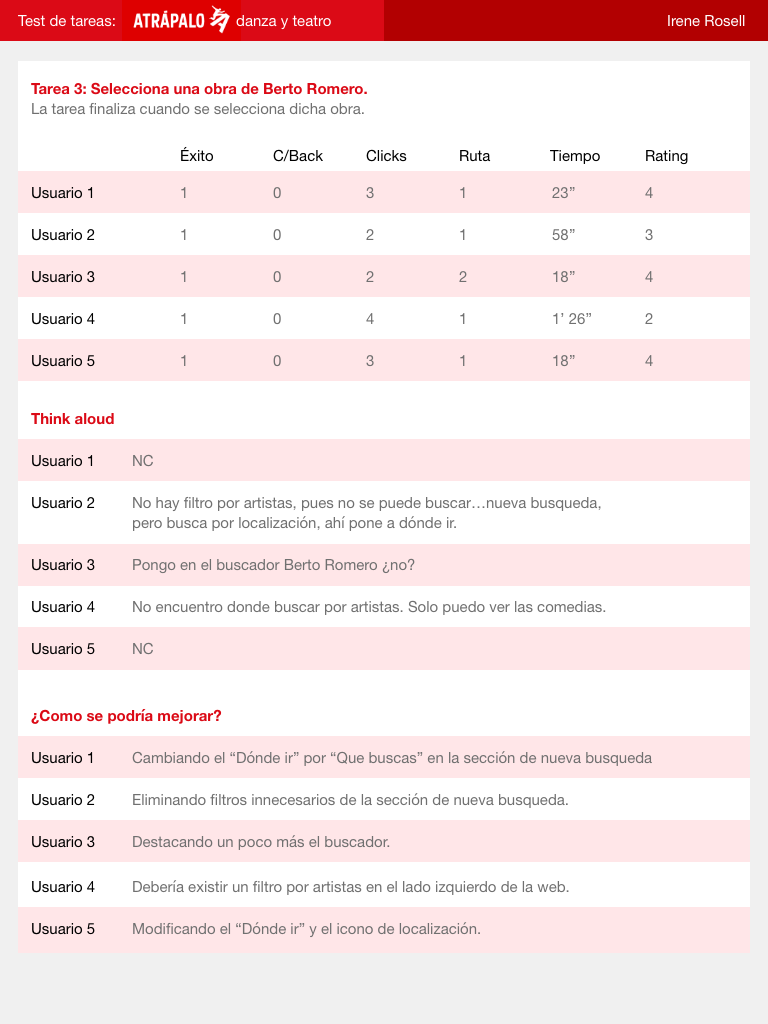 Test de tareas: ATRÁPALO danza y teatro Irene Rosell
Tarea 3: Selecciona una obra de Berto Romero.
La tarea finaliza cuando se selecciona dicha obra.
Éxito C/Back Clicks Ruta Tiempo Rating
Usuario 1 1 0 3 1 23” 4
Usuario 2 1 0 2 1 58” 3
Usuario 3 1 0 2 2 18” 4
Usuario 4 1 0 4 1 1’ 26” 2
Usuario 5 1 0 3 1 18” 4
Think aloud
Usuario 1 NC
Usuario 2 No hay filtro por artistas, pues no se puede buscar…nueva busqueda,
pero busca por localización, ahí pone a dónde ir.
Usuario 3 Pongo en el buscador Berto Romero ¿no?
Usuario 4 No encuentro donde buscar por artistas. Solo puedo ver las comedias.
Usuario 5 NC
¿Como se podría mejorar?
Usuario 1 Cambiando el “Dónde ir” por “Que buscas” en la sección de nueva busqueda
Usuario 2 Eliminando filtros innecesarios de la sección de nueva busqueda.
Usuario 3 Destacando un poco más el buscador.
Usuario 4 Debería existir un filtro por artistas en el lado izquierdo de la web.
Usuario 5 Modificando el “Dónde ir” y el icono de localización.